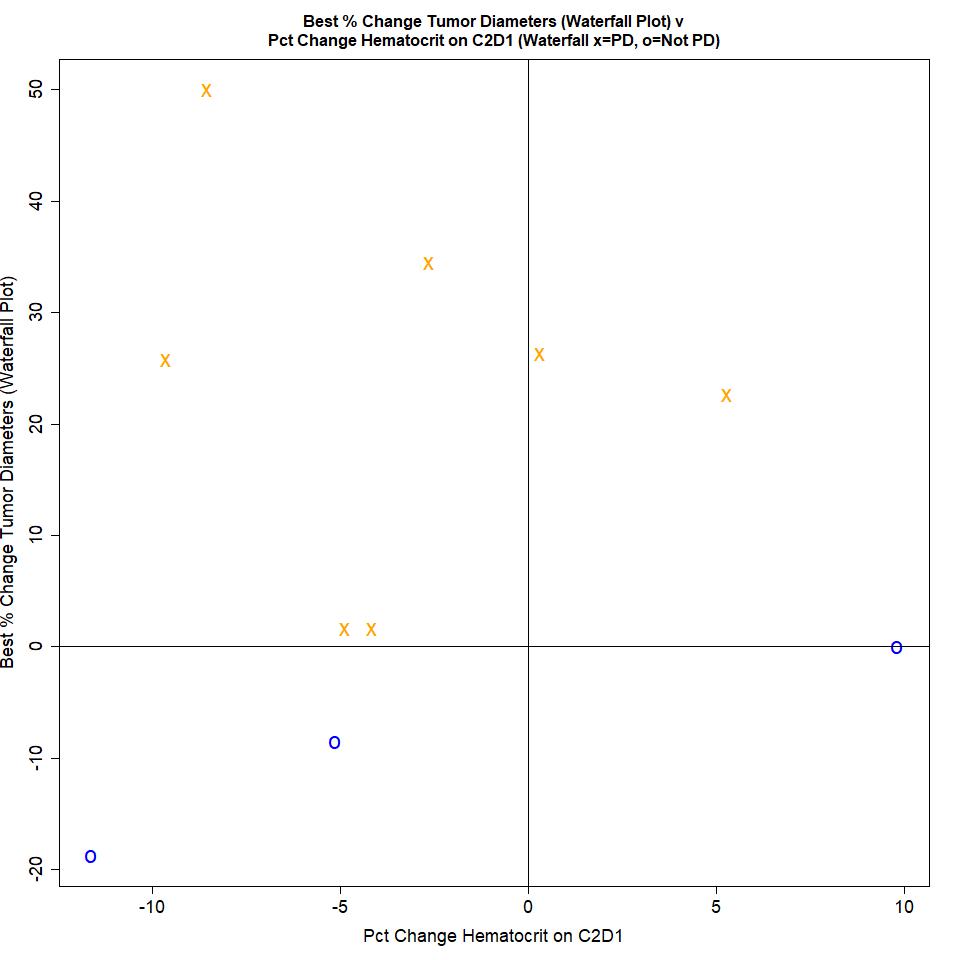 Best % Change Tumor Diameters (Waterfall Plot) v
Pct Change Hematocrit on C2D1 (Waterfall x=PD, o=Not PD)
Best % Change Tumor Diameters (Waterfall Plot)
50
40
30
20
10
0
-10
-20
X
X
X
X
X
X X
O
O
O
-10 -5 0 5 10
Pct Change Hematocrit on C2D1